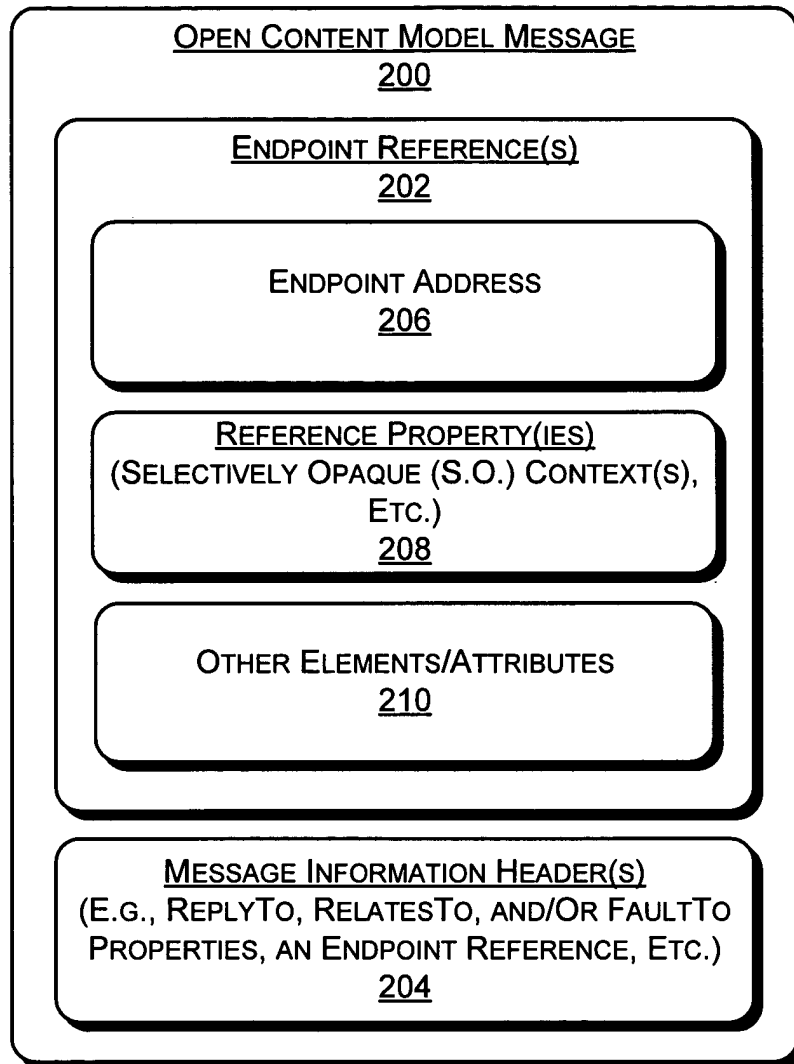 OPEN CONTENT MODEL MESSAGE
200
ENDPOINT REFERENCE(S)
202
ENDPOINT ADDRESS
206
REFERENCE PROPERTY(IES)
(SELECTIVELY OPAQUE (S.O.) CONTEXT(S),
ETC.)
208
OTHER ELEMENTS/ATTRIBUTES
210
MESSAGE INFORMATION HEADER(S)
(E.G., REPLYTO, RELATESTO, AND/OR FAULTTO
PROPERTIES, AN ENDPOINT REFERENCE, ETC.)
204